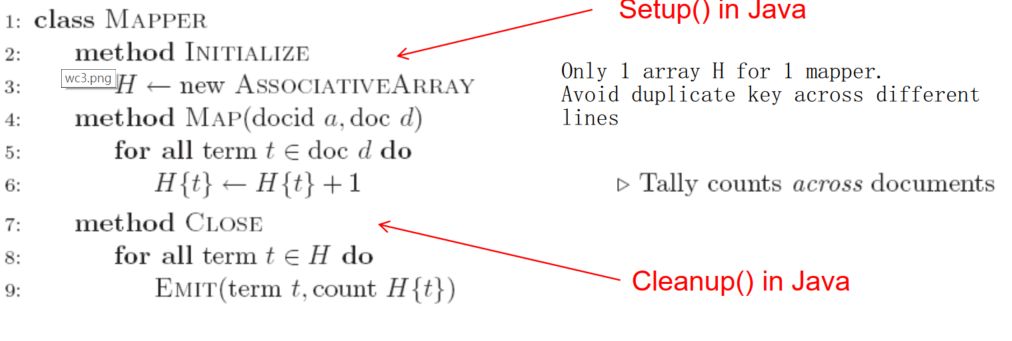 Setup() in Java
1: class MAPPER
2: method INITIALIZE
wc3.png
3: H ← new ASSOCIATIVEARRAY
Only 1 array H for 1 mapper.
Avoid duplicate key across different
lines
4: method MAP(docid a, doc d)
5: for all term t ∈ doc d do
6: H{t} ← H{t} + 1 ▷ Tally counts across documents
7: method CLOSE
8: for all term t ∈ H do
9: EMIT(term t, count H{t})
Cleanup() in Java